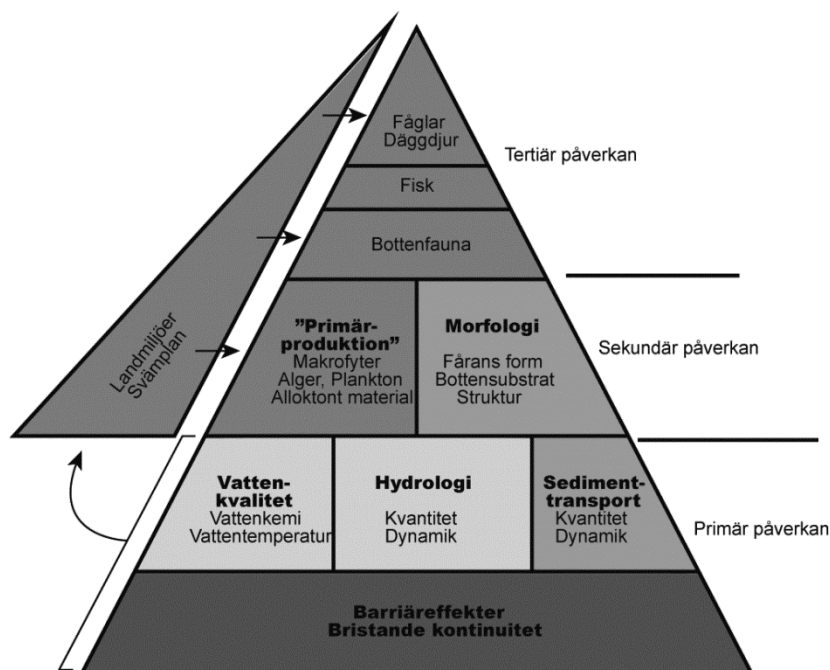 Fåglar
Däggdjur
Tertiär påverkan
Fisk
Bottenfauna
Landmiljöer
Svämplan
"Primär-
produktion"
Makrofyter
Alger, Plankton
Alloktont material
Morfologi
Fårans form
Bottensubstrat
Struktur
Sekundär påverkan
Vatten-
kvalitet
Vattenkemi
Vattentemperatur
Hydrologi
Kvantitet
Dynamik
Sediment-
transport
Kvantitet
Dynamik
Primär påverkan
Barriäreffekter
Bristande kontinuitet